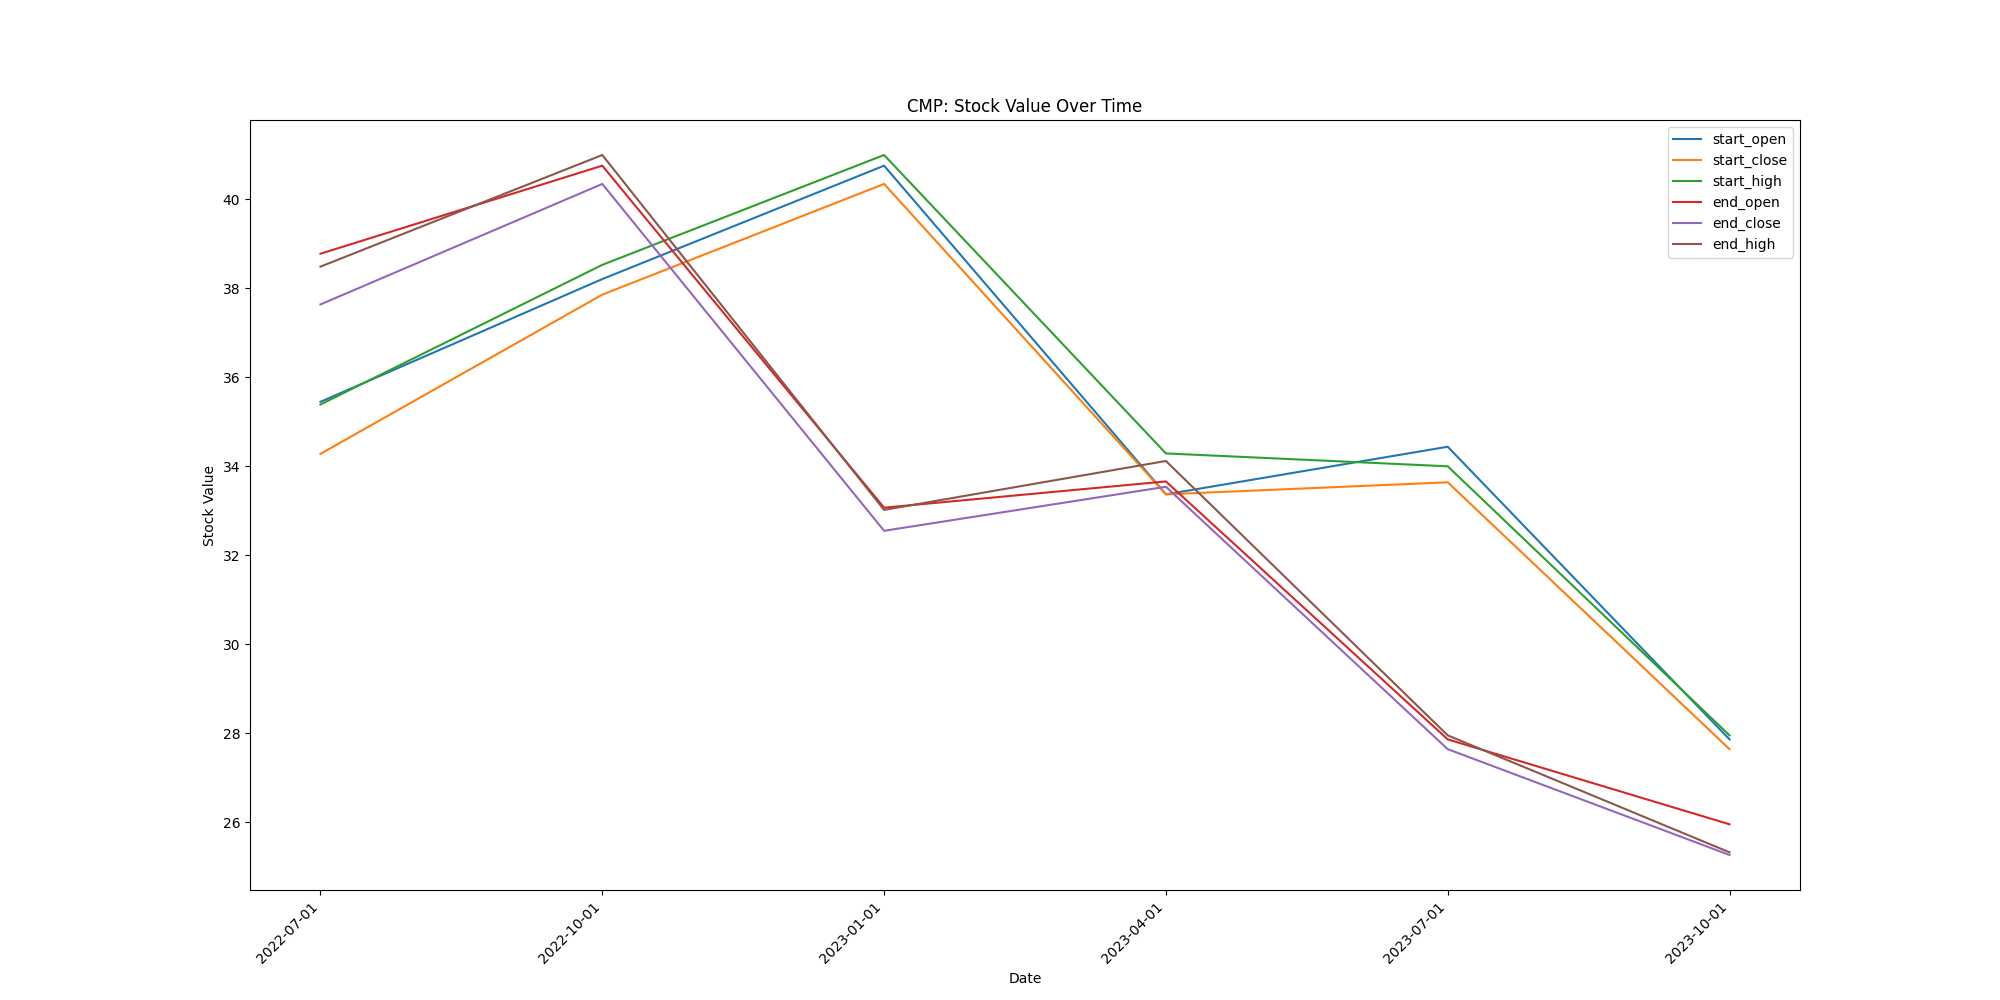 CMP: Stock Value Over Time
start_open
start_close
start_high
end_open
end_close
end_high
Stock Value
40
38
36
34
32
30
28
26
2022-07-01
2022-10-01
2023-01-01
2023-04-01
2023-07-01
2023-10-01
Date